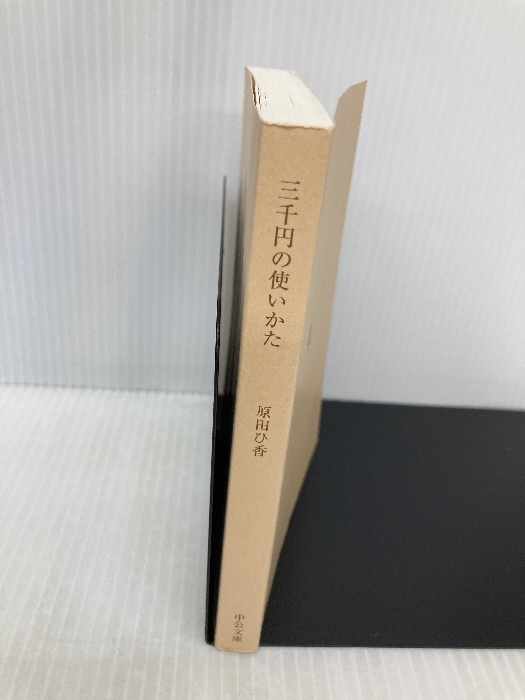 三千円の使いかた
原田ひ香
中公文庫